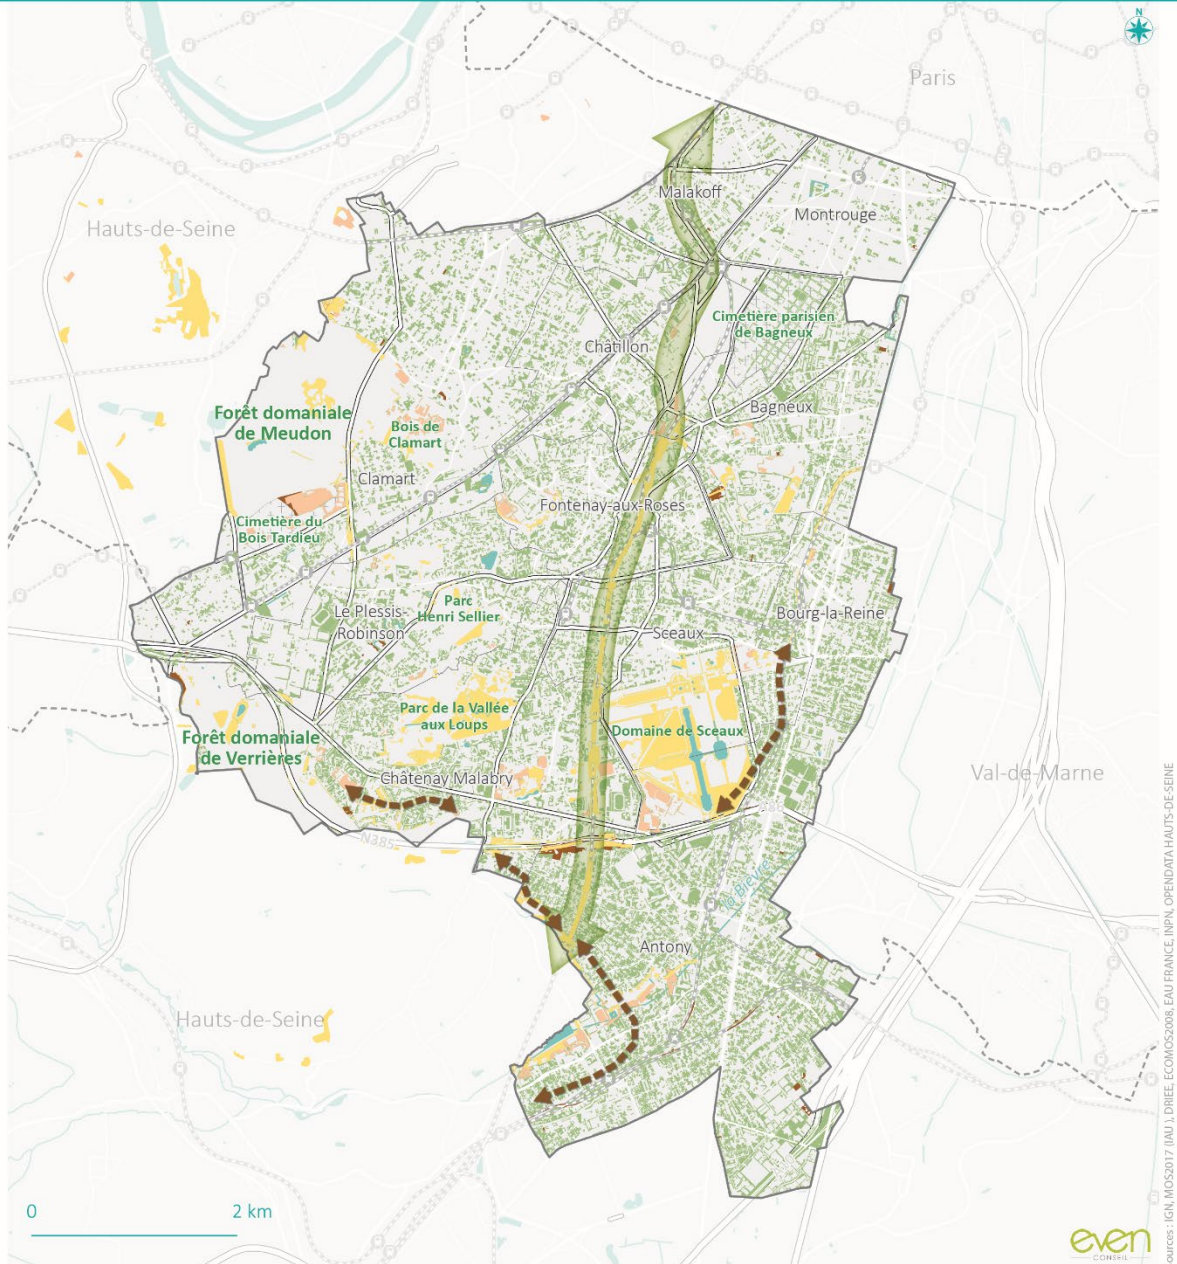 N
Paris
Malakoff
Montrouge
Hauts-de-Seine
Cimetière parisien
de Bagneux
Châtillon
Bagneux
Forêt domaniale
de Meudon
Bois de
Clamart
Clamart
Fontenay-aux-Roses
Cimetière du
Bois Tardieu
Parc
Henri Sellier
Le Plessis-
Robinson
Bourg-la-Reine
Sceaux
Parc de la Vallée
aux Loups
Domaine de Sceaux
Forêt domaniale
de Verrières
Châtenay Malabry
Val-de-Marne
N385
la Bièvre
Antony
Hauts-de-Seine
0
2 km
even
CONSEIL
ources : IGN, MOS2017 (IAU ), DRIEE, ECOMOS2008, EAU FRANCE, INPN, OPENDATA HAUTS-DE-SEINE